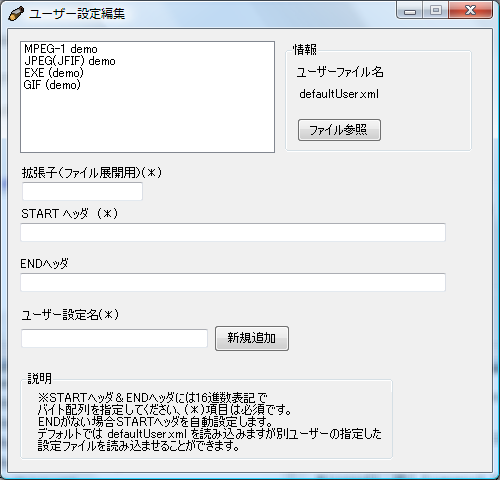 ユーザー設定編集
MPEG-1 demo
JPEG(JFIF) demo
EXE (demo)
GIF (demo)
情報
ユーザーファイル名
defaultUser.xml
ファイル参照
拡張子(ファイル展開用)(*)
START ヘッダ (*)
ENDヘッダ
ユーザー設定名(*)
新規追加
説明
※STARTヘッダ&ENDヘッダには16進数表記で
バイト配列を指定してください、(*)項目は必須です。
ENDがない場合STARTヘッダを自動設定します。
デフォルトでは defaultUser.xml を読み込みますが別ユーザーの指定した
設定ファイルを読み込ませることができます。